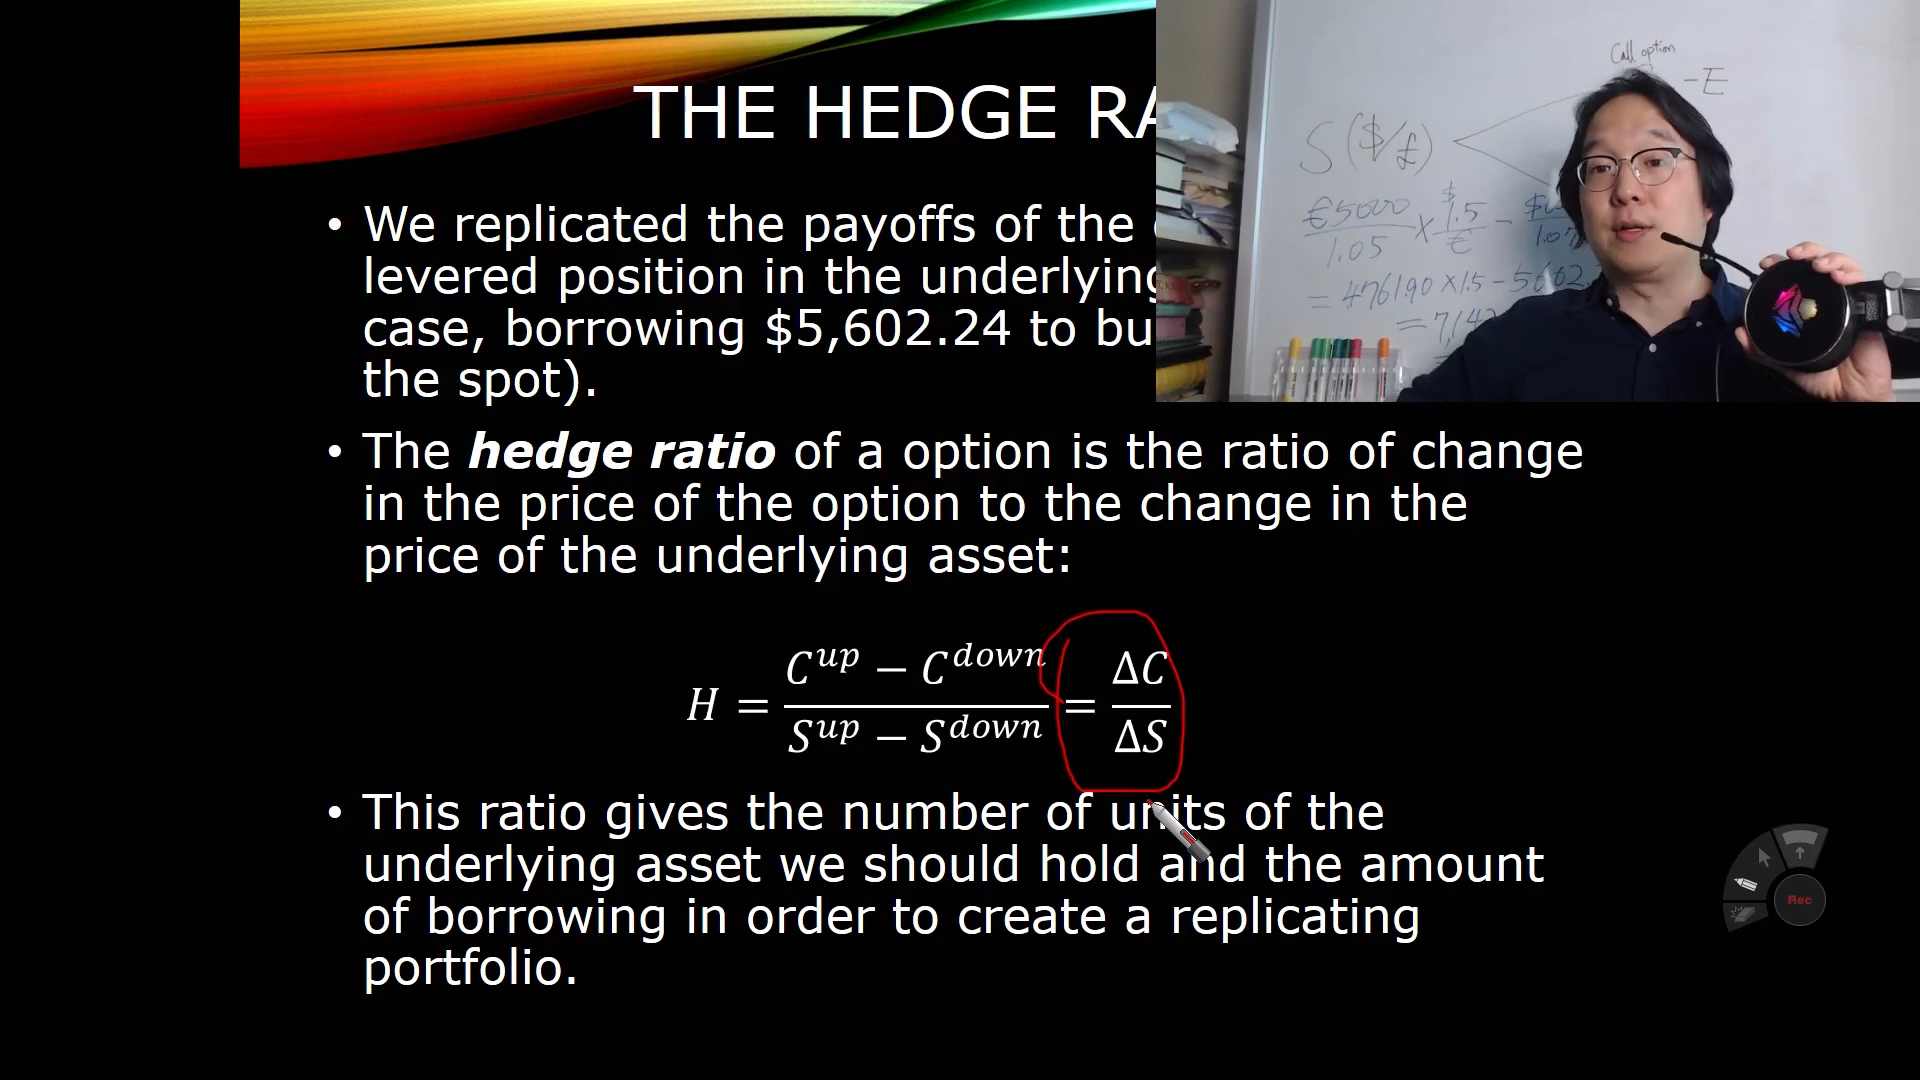 THE HEDGE RA
• We replicated the payoffs of the
levered position in the underlying
case, borrowing $5,602.24 to bu
the spot).
• The hedge ratio of a option is the ratio of change
in the price of the option to the change in the
price of the underlying asset:
H = (C^up − C^down) / (S^up − S^down) = ΔC / ΔS
• This ratio gives the number of units of the
underlying asset we should hold and the amount
of borrowing in order to create a replicating
portfolio.
Call option
-E
S($/£)
€5000/1.05 × $1.5/€ −
= 4761.90 × 1.5 - 5602.
= 7,142
Rec